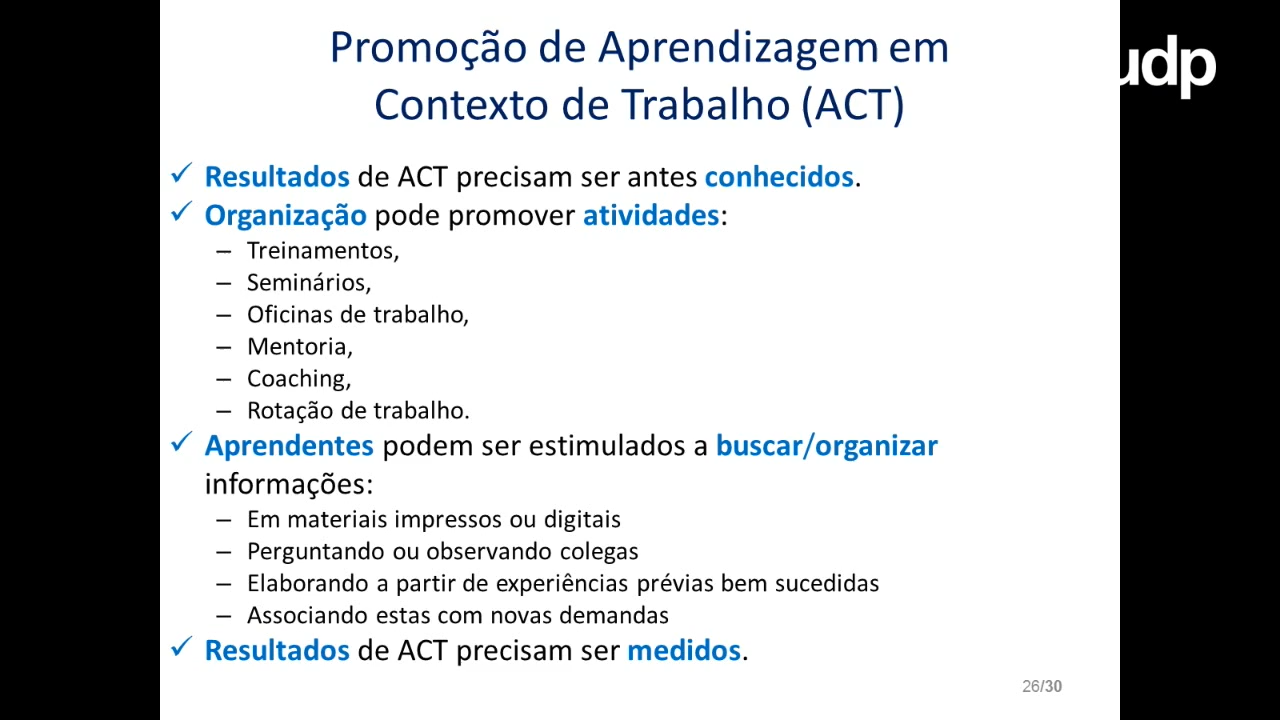 Promoção de Aprendizagem em
Contexto de Trabalho (ACT)
udp
✓ Resultados de ACT precisam ser antes conhecidos.
✓ Organização pode promover atividades:
– Treinamentos,
– Seminários,
– Oficinas de trabalho,
– Mentoria,
– Coaching,
– Rotação de trabalho.
✓ Aprendentes podem ser estimulados a buscar/organizar
informações:
– Em materiais impressos ou digitais
– Perguntando ou observando colegas
– Elaborando a partir de experiências prévias bem sucedidas
– Associando estas com novas demandas
✓ Resultados de ACT precisam ser medidos.
26/30